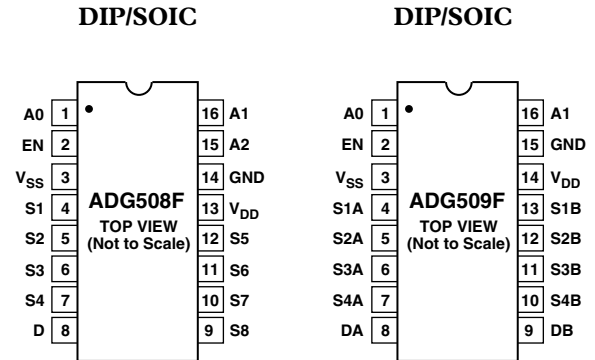 DIP/SOIC
A0 1 16 A1
EN 2 15 A2
VSS 3 14 GND
S1 4 13 VDD
S2 5 12 S5
S3 6 11 S6
S4 7 10 S7
D 8 9 S8
ADG508F
TOP VIEW
(Not to Scale)
DIP/SOIC
A0 1 16 A1
EN 2 15 GND
VSS 3 14 VDD
S1A 4 13 S1B
S2A 5 12 S2B
S3A 6 11 S3B
S4A 7 10 S4B
DA 8 9 DB
ADG509F
TOP VIEW
(Not to Scale)